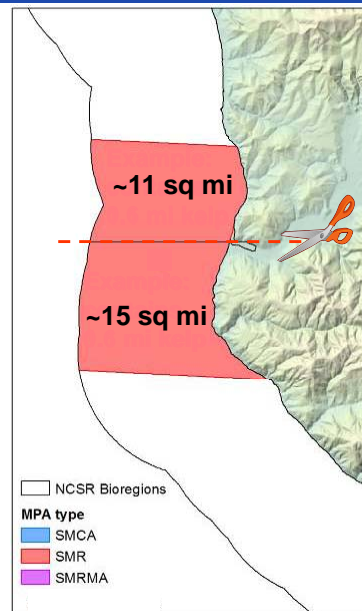 ~11 sq mi
~15 sq mi
NCSR Bioregions
MPA type
SMCA
SMR
SMRMA